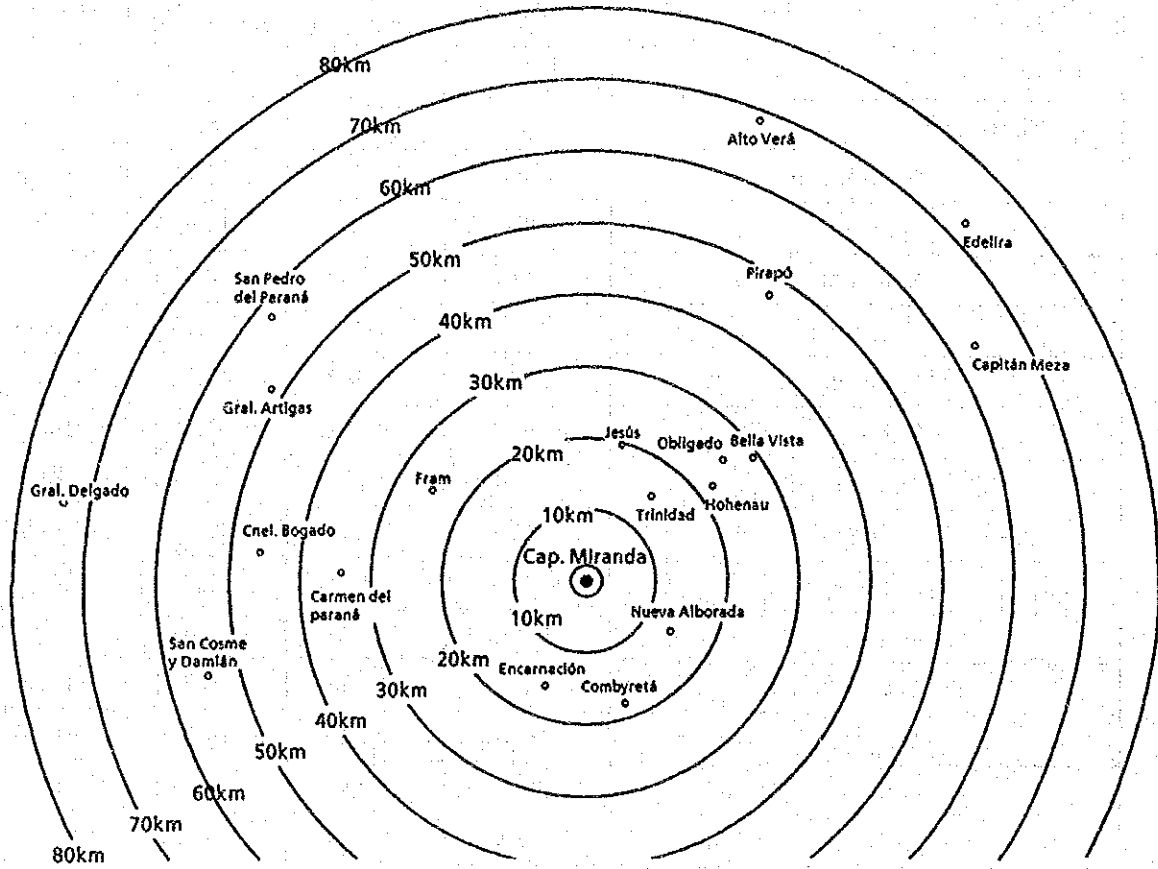 80km
70km
Alto Verá
60km
Edelira
50km
Pirapó
San Pedro
del Paraná
40km
Capitán Meza
30km
Gral. Artigas
Jesús
Obligado
Bella Vista
20km
Fram
Gral. Delgado
Hohenau
Trinidad
10km
Cnel. Bogado
Cap. Miranda
Carmen del
paraná
10km
Nueva Alborada
San Cosme
y Damián
20km
Encarnación
Combyretá
30km
40km
50km
60km
70km
80km